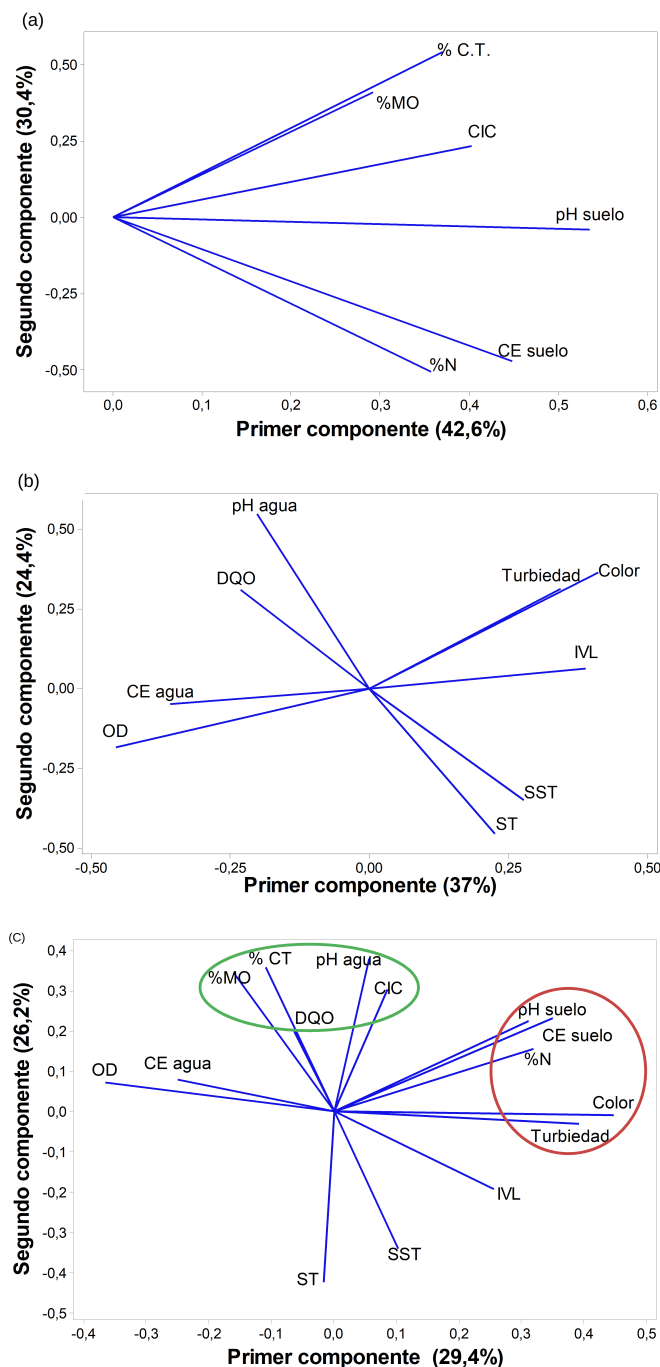 (a)
Segundo componente (30,4%)
0,50
0,25
0,00
-0,25
-0,50
% C.T.
%MO
CIC
pH suelo
CE suelo
%N
0,0
0,1
0,2
0,3
0,4
0,5
0,6
Primer componente (42,6%)
(b)
Segundo componente (24,4%)
0,50
0,25
0,00
-0,25
-0,50
pH agua
DQO
Turbiedad
Color
IVL
CE agua
OD
SST
ST
-0,50
-0,25
0,00
0,25
0,50
Primer componente (37%)
(C)
Segundo componente (26,2%)
0,4
0,3
0,2
0,1
0,0
-0,1
-0,2
-0,3
-0,4
-0,5
% CT
pH agua
%MO
CIC
DQO
pH suelo
CE suelo
%N
CE agua
OD
Color
Turbiedad
IVL
SST
ST
-0,4
-0,3
-0,2
-0,1
0,0
0,1
0,2
0,3
0,4
0,5
Primer componente (29,4%)